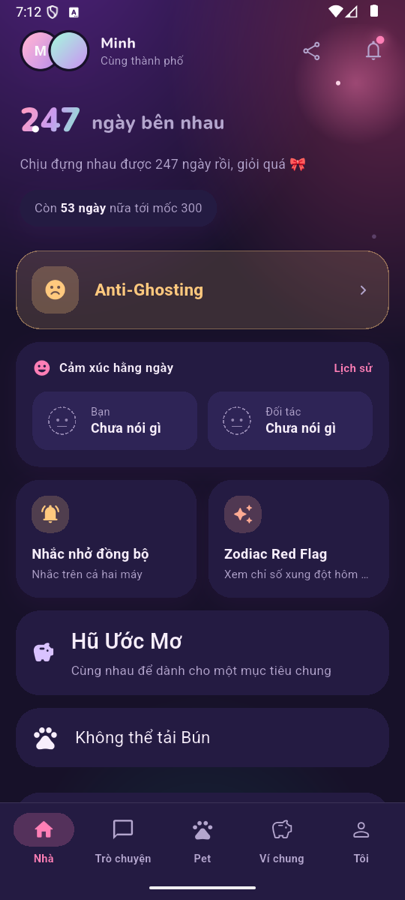 7:12
A
M
Minh
Cùng thành phố
247 ngày bên nhau
Chịu đựng nhau được 247 ngày rồi, giỏi quá 🎀
Còn 53 ngày nữa tới mốc 300
Anti-Ghosting
Cảm xúc hằng ngày
Lịch sử
Bạn
Chưa nói gì
Đối tác
Chưa nói gì
Nhắc nhở đồng bộ
Nhắc trên cả hai máy
Zodiac Red Flag
Xem chỉ số xung đột hôm ...
Hũ Ước Mơ
Cùng nhau để dành cho một mục tiêu chung
Không thể tải Bún
Nhà
Trò chuyện
Pet
Ví chung
Tôi